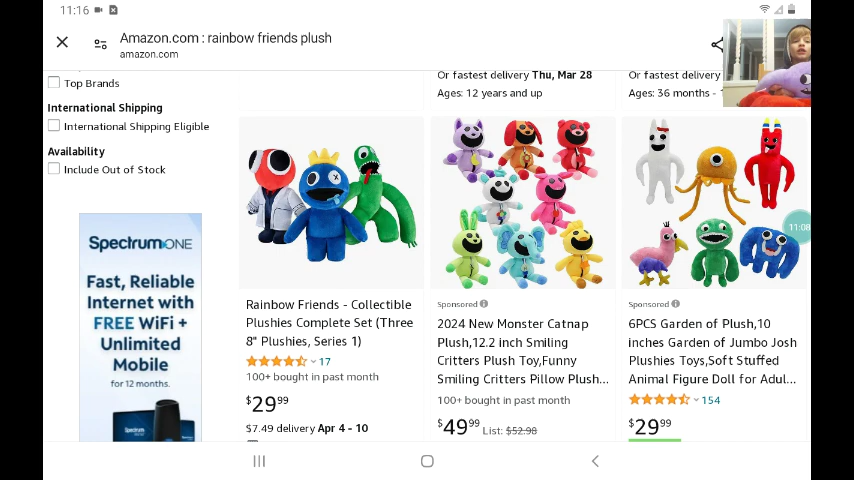 11:16
Amazon.com : rainbow friends plush
amazon.com
Top Brands
International Shipping
International Shipping Eligible
Availability
Include Out of Stock
Spectrum ONE
Fast, Reliable
Internet with
FREE WiFi +
Unlimited
Mobile
for 12 months.
Rainbow Friends - Collectible
Plushies Complete Set (Three
8" Plushies, Series 1)
17
100+ bought in past month
$29 99
$7.49 delivery Apr 4 - 10
Or fastest delivery Thu, Mar 28
Ages: 12 years and up
Sponsored
2024 New Monster Catnap
Plush,12.2 inch Smiling
Critters Plush Toy,Funny
Smiling Critters Pillow Plush...
100+ bought in past month
$49 99 List: $52.98
Or fastest delivery
Ages: 36 months -
11:08
Sponsored
6PCS Garden of Plush,10
inches Garden of Jumbo Josh
Plushies Toys,Soft Stuffed
Animal Figure Doll for Adul...
154
$29 99